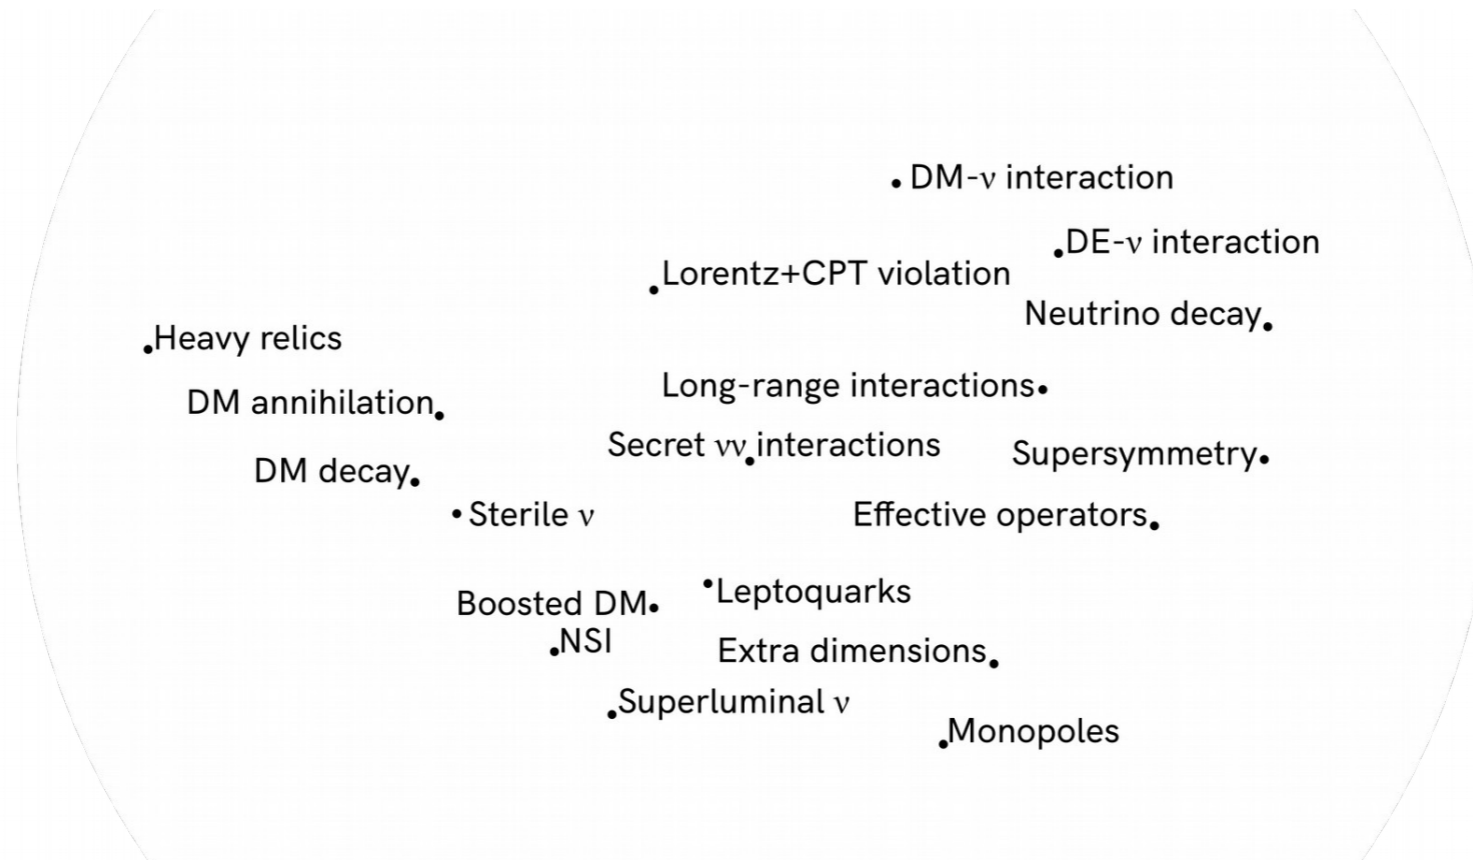 DM-ν interaction
DE-ν interaction
Lorentz+CPT violation
Neutrino decay
Heavy relics
Long-range interactions
DM annihilation
Secret νν interactions
Supersymmetry
DM decay
Sterile ν
Effective operators
Leptoquarks
Boosted DM
NSI
Extra dimensions
Superluminal ν
Monopoles